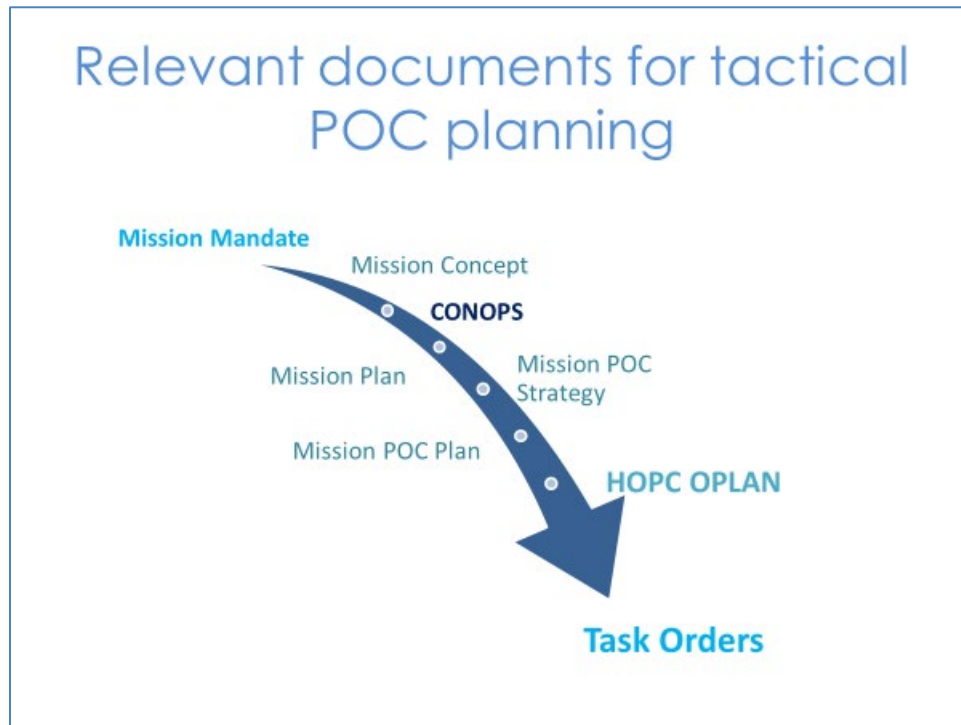 Relevant documents for tactical
POC planning
Mission Mandate
Mission Concept
CONOPS
Mission Plan
Mission POC
Strategy
Mission POC Plan
HOPC OPLAN
Task Orders